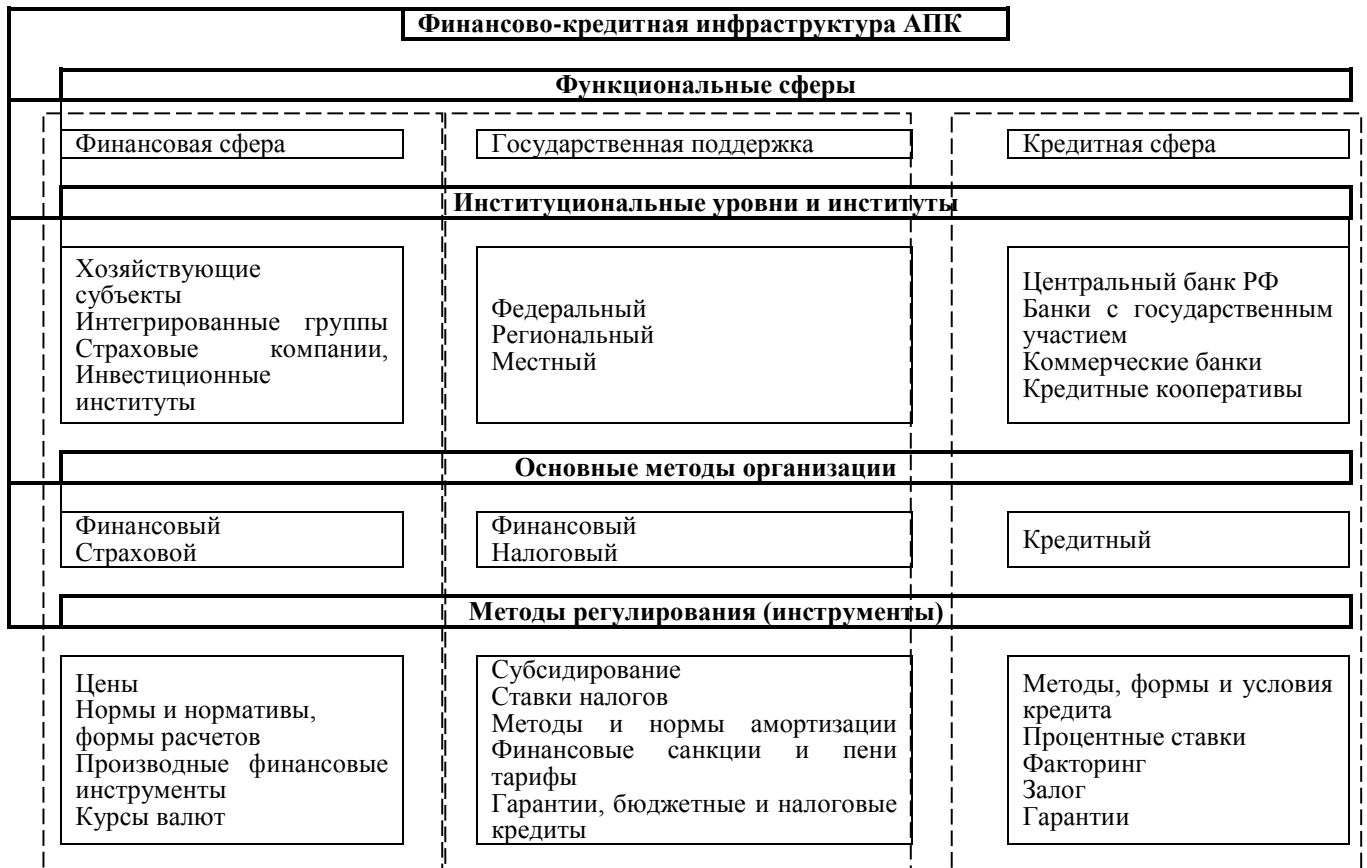 Финансово-кредитная инфраструктура АПК
Функциональные сферы
Финансовая сфера
Государственная поддержка
Кредитная сфера
Институциональные уровни и институты
Хозяйствующие
субъекты
Интегрированные группы
Страховые компании,
Инвестиционные
институты
Федеральный
Региональный
Местный
Центральный банк РФ
Банки с государственным
участием
Коммерческие банки
Кредитные кооперативы
Основные методы организации
Финансовый
Страховой
Финансовый
Налоговый
Кредитный
Методы регулирования (инструменты)
Цены
Нормы и нормативы,
формы расчетов
Производные финансовые
инструменты
Курсы валют
Субсидирование
Ставки налогов
Методы и нормы амортизации
Финансовые санкции и пени
тарифы
Гарантии, бюджетные и налоговые
кредиты
Методы, формы и условия
кредита
Процентные ставки
Факторинг
Залог
Гарантии